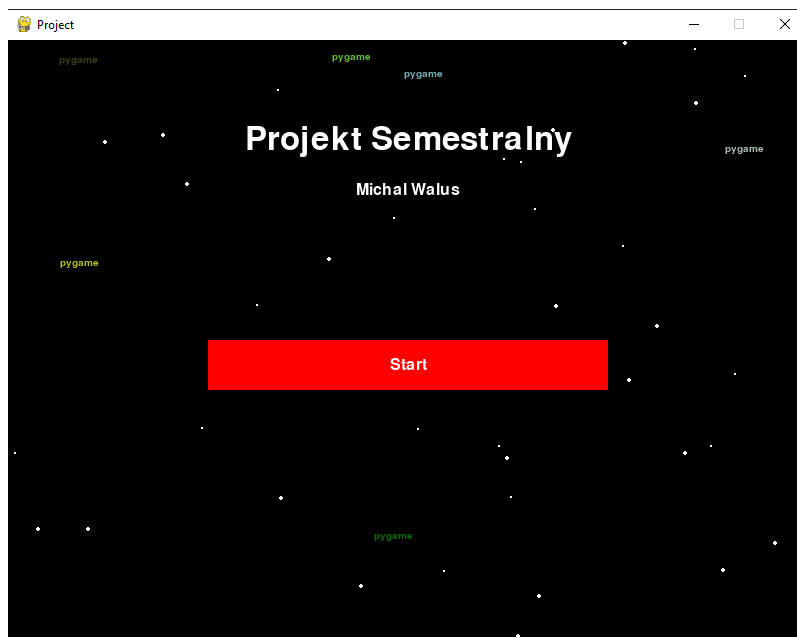 Project
pygame
pygame
pygame
Projekt Semestralny
pygame
Michal Walus
pygame
Start
pygame